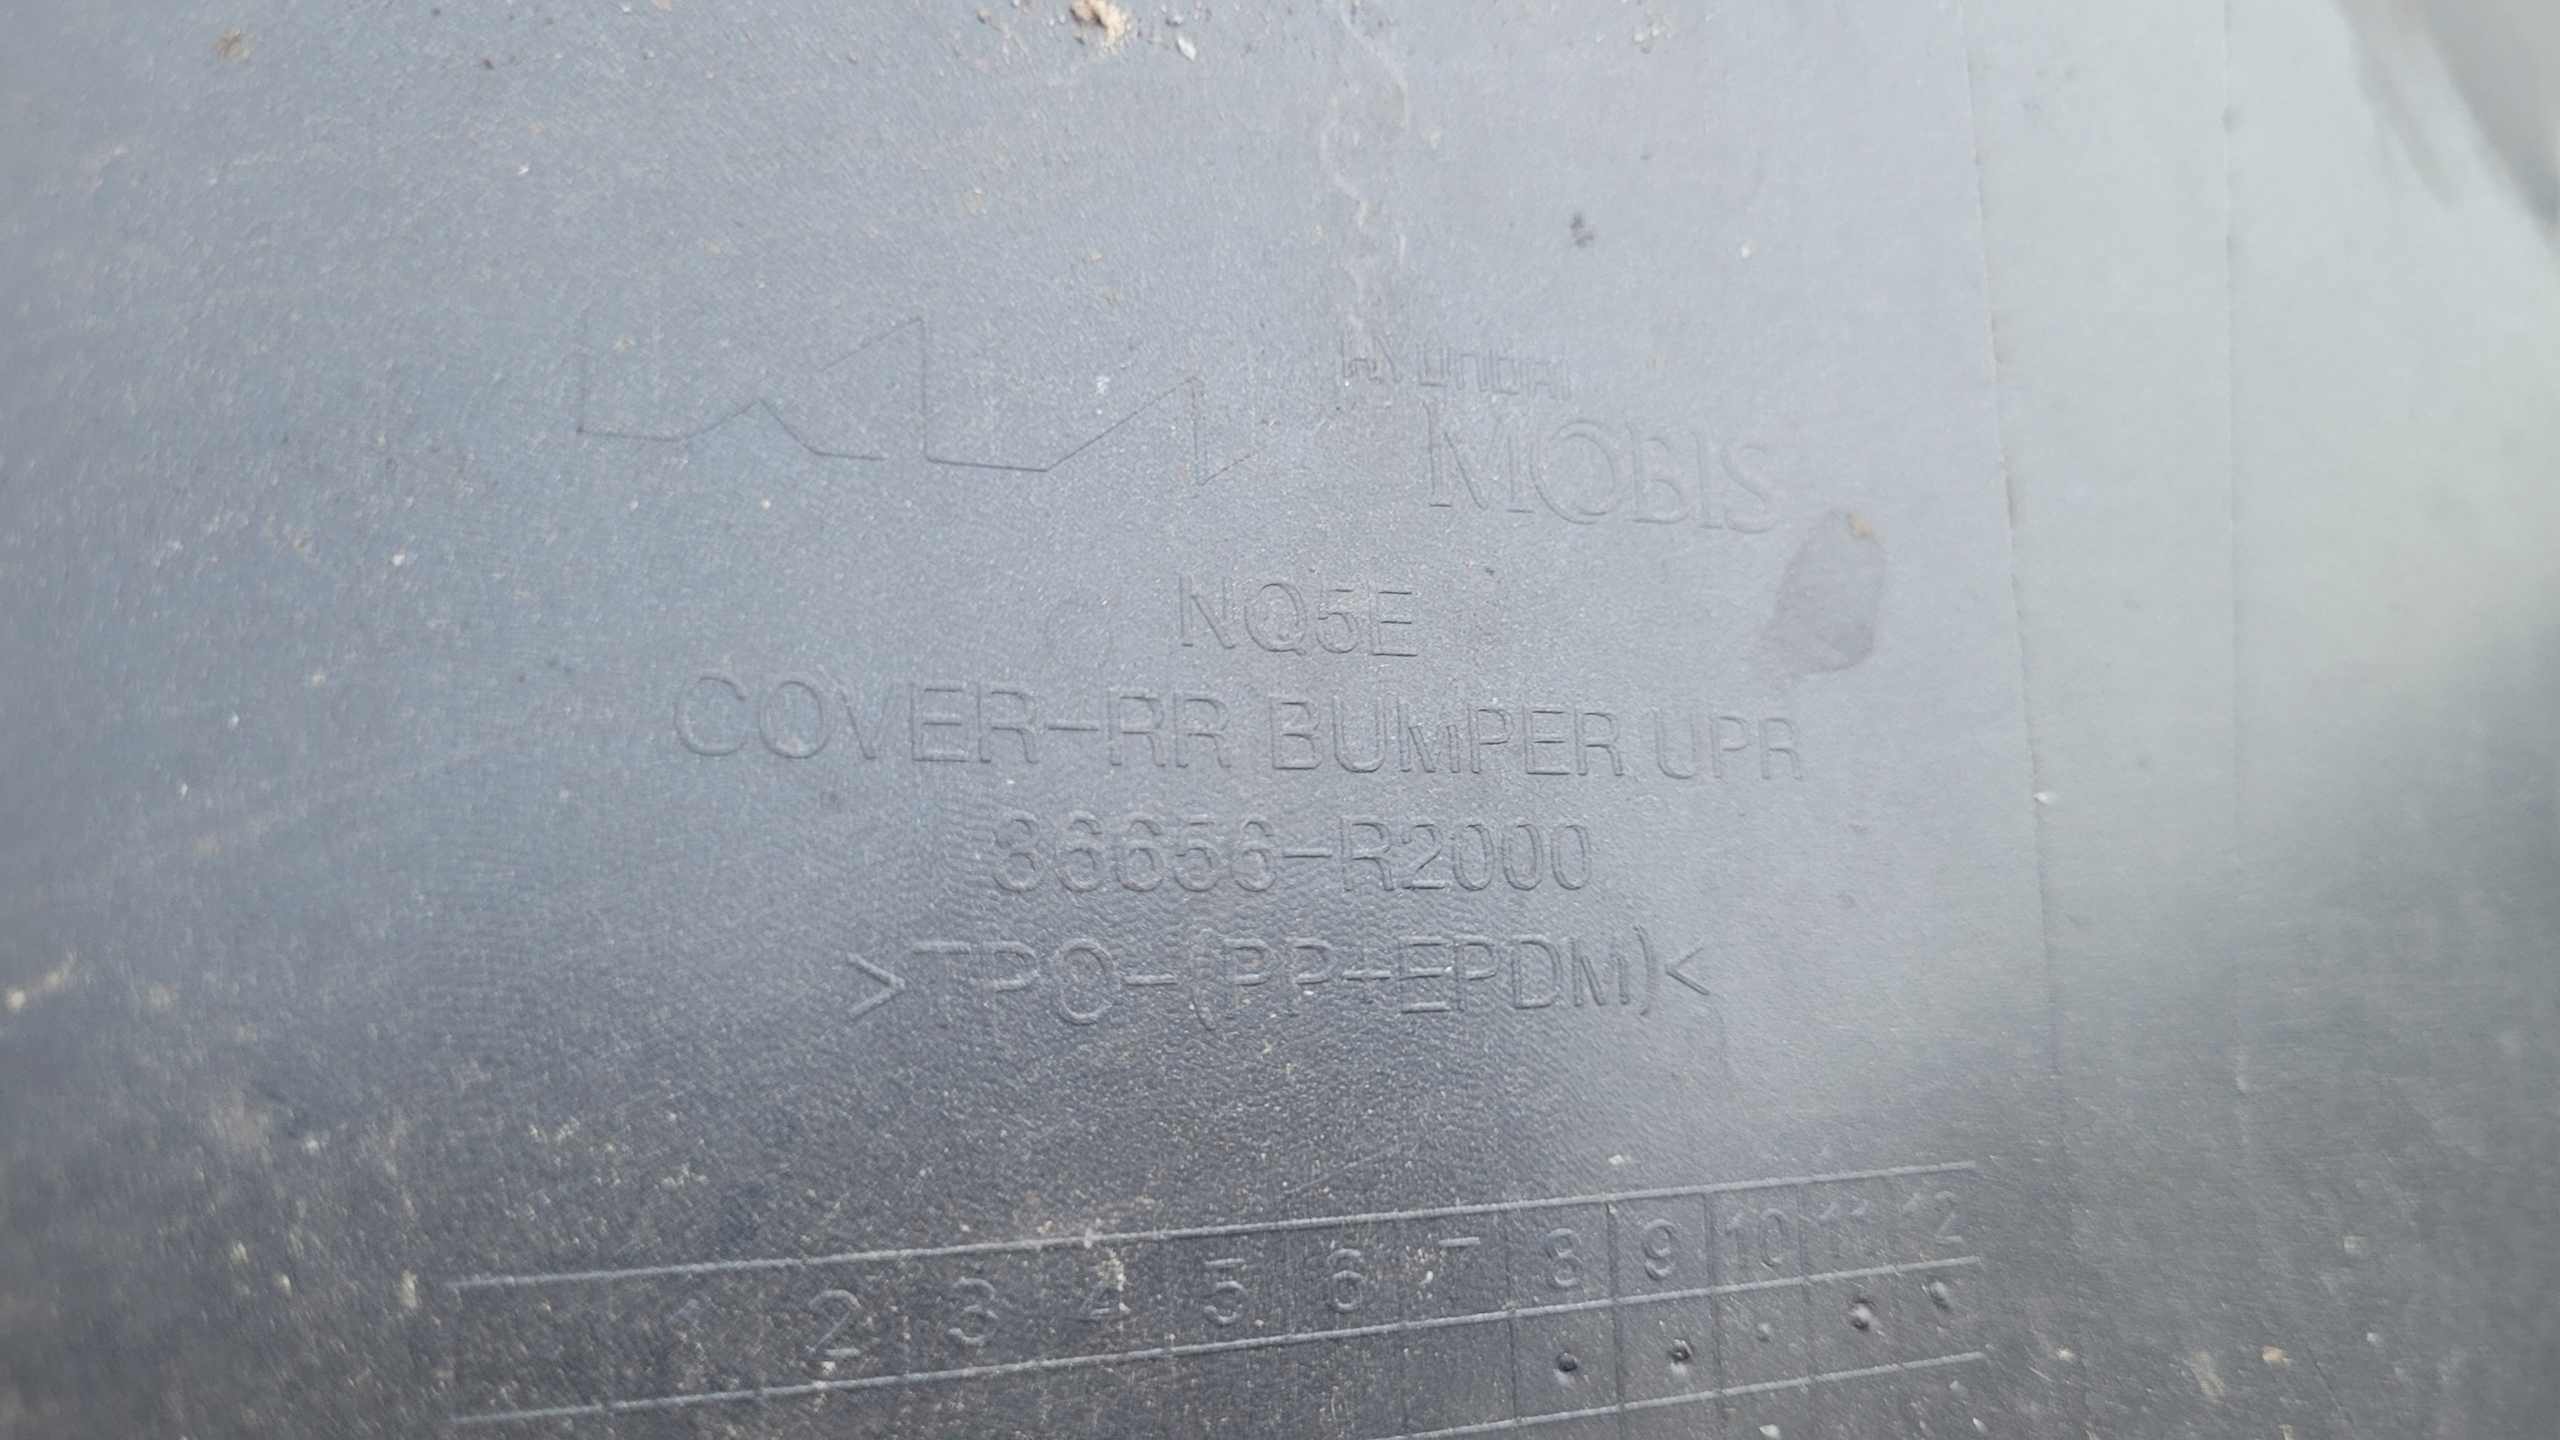 KIA
HYUNDAI
MOBIS
NQ5E
COVER-RR BUMPER UPR
86656-R2000
>TPO-(PP+EPDM)<
1 2 3 4 5 6 7 8 9 10 11 12